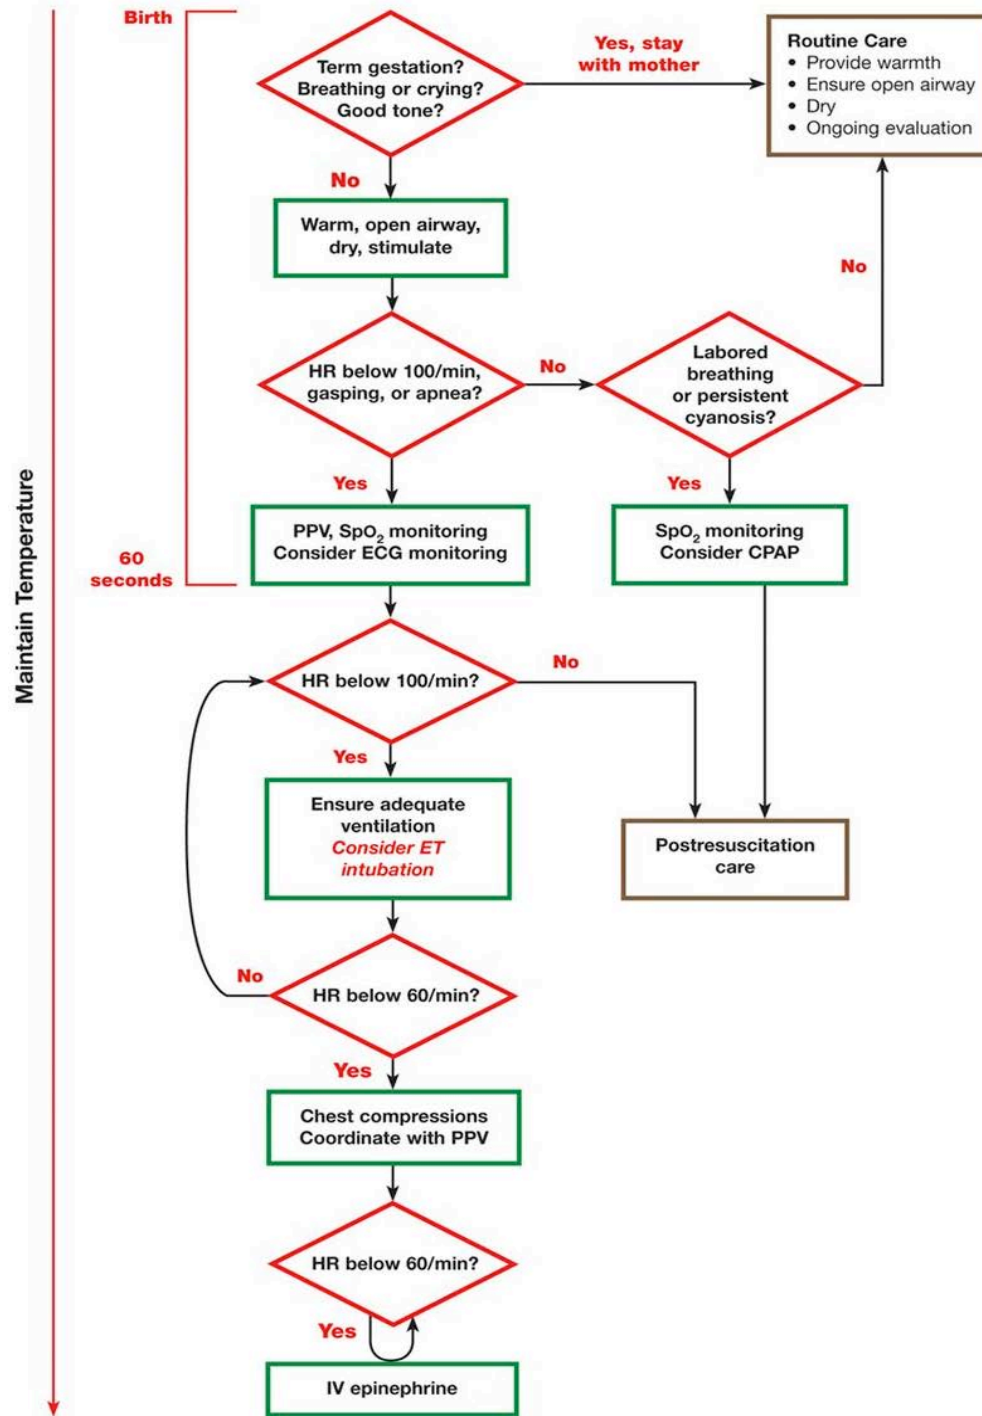 Birth
Term gestation?
Breathing or crying?
Good tone?
Yes, stay
with mother
Routine Care
• Provide warmth
• Ensure open airway
• Dry
• Ongoing evaluation
No
Warm, open airway,
dry, stimulate
No
HR below 100/min,
gasping, or apnea?
No
Labored
breathing
or persistent
cyanosis?
Yes
Yes
PPV, SpO₂ monitoring
Consider ECG monitoring
SpO₂ monitoring
Consider CPAP
60
seconds
Maintain Temperature
HR below 100/min?
No
Yes
Ensure adequate
ventilation
Consider ET
intubation
Postresuscitation
care
No
HR below 60/min?
Yes
Chest compressions
Coordinate with PPV
HR below 60/min?
Yes
IV epinephrine